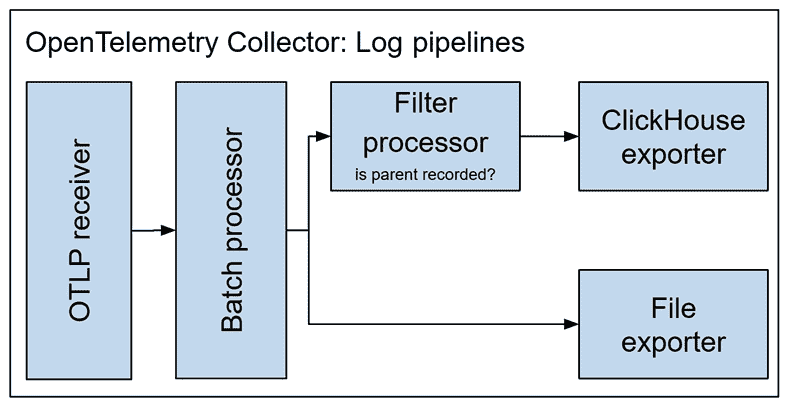 OpenTelemetry Collector: Log pipelines
OTLP receiver
Batch processor
Filter
processor
is parent recorded?
ClickHouse
exporter
File
exporter